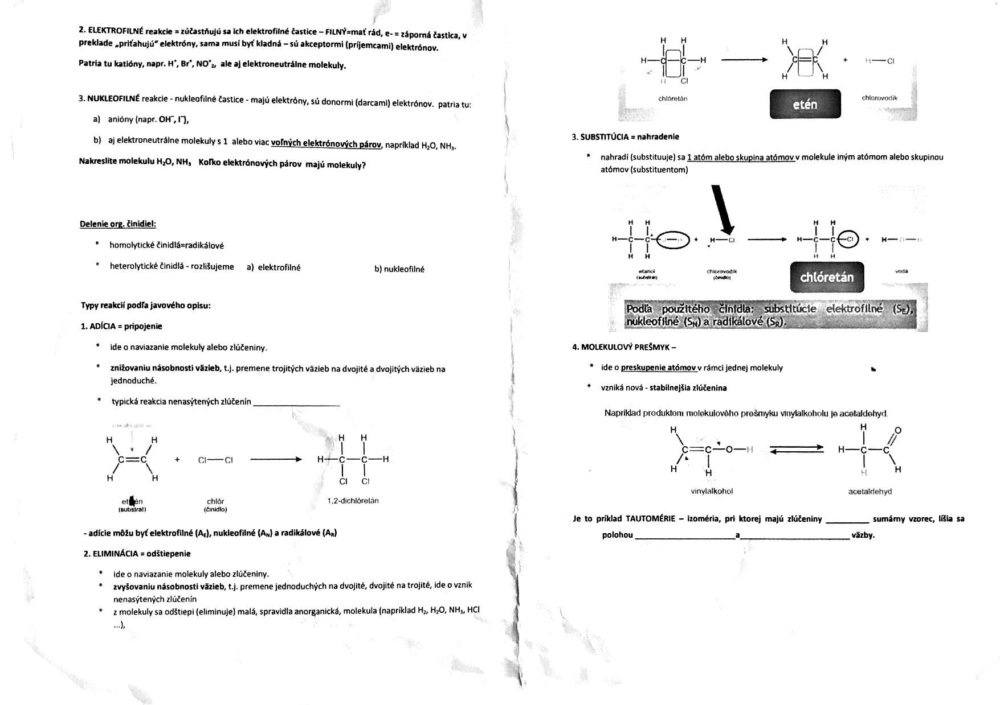 2. ELEKTROFILNÉ reakcie = zúčastňujú sa ich elektrofilné častice – FILNÝ=mať rád, e- = záporná častica, v
preklade „priťahujú“ elektróny, sama musí byť kladná – sú akceptormi (príjemcami) elektrónov.
Patria tu katióny, napr. H⁺, Br⁺, NO⁺₂, ale aj elektroneutrálne molekuly.
3. NUKLEOFILNÉ reakcie - nukleofilné častice - majú elektróny, sú donormi (darcami) elektrónov. patria tu:
a) anióny (napr. OH⁻, I⁻),
b) aj elektroneutrálne molekuly s 1 alebo viac voľných elektrónových párov, napríklad H₂O, NH₃.
Nakreslite molekulu H₂O, NH₃ Koľko elektrónových párov majú molekuly?
Delenie org. činidiel:
* homolytické činidlá=radikálové
* heterolytické činidlá - rozlišujeme a) elektrofilné b) nukleofilné
Typy reakcií podľa javového opisu:
1. ADÍCIA = pripojenie
* ide o naviazanie molekuly alebo zlúčeniny.
* znižovaniu násobnosti väzieb, t.j. premene trojitých väzieb na dvojité a dvojitých väzieb na
jednoduché.
* typická reakcia nenasýtených zlúčenín ____________________
H H H H
C=C + Cl—Cl H—C—C—H
H H Cl Cl
chlór 1,2-dichlóretán
(substrát) (činidlo)
- adície môžu byť elektrofilné (A_E), nukleofilné (A_N) a radikálové (A_R)
2. ELIMINÁCIA = odštiepenie
* ide o naviazanie molekuly alebo zlúčeniny.
* zvyšovaniu násobnosti väzieb, t.j. premene jednoduchých na dvojité, dvojité na trojité, ide o vznik
nenasýtených zlúčenín
* z molekuly sa odštiepi (eliminuje) malá, spravidla anorganická, molekula (napríklad H₂, H₂O, NH₃, HCl
...),
H H H H
H—C—C—H C=C + H—Cl
H Cl H H
chlóretán etén chlorovodík
3. SUBSTITÚCIA = nahradenie
* nahradí (substituuje) sa 1 atóm alebo skupina atómov v molekule iným atómom alebo skupinou
atómov (substituentom)
H H H H
H—C—C— + H—Cl H—C—C—Cl + H—O—H
H H H H
etanol chlorovodík chlóretán voda
(substrát) (činidlo)
Podľa použitého činidla: substitúcie elektrofilné (S_E),
nukleofilné (S_N) a radikálové (S_R).
4. MOLEKULOVÝ PREŠMYK –
* ide o preskupenie atómov v rámci jednej molekuly
* vzniká nová - stabilnejšia zlúčenina
Napríklad produktom molekulového prešmyku vinylalkoholu je acetaldehyd.
H H O
C=C—O—H H—C—C
H H H H
vinylalkohol acetaldehyd
Je to príklad TAUTOMÉRIE – izoméria, pri ktorej majú zlúčeniny __________ sumárny vzorec, líšia sa
polohou ______________________a________________________ väzby.